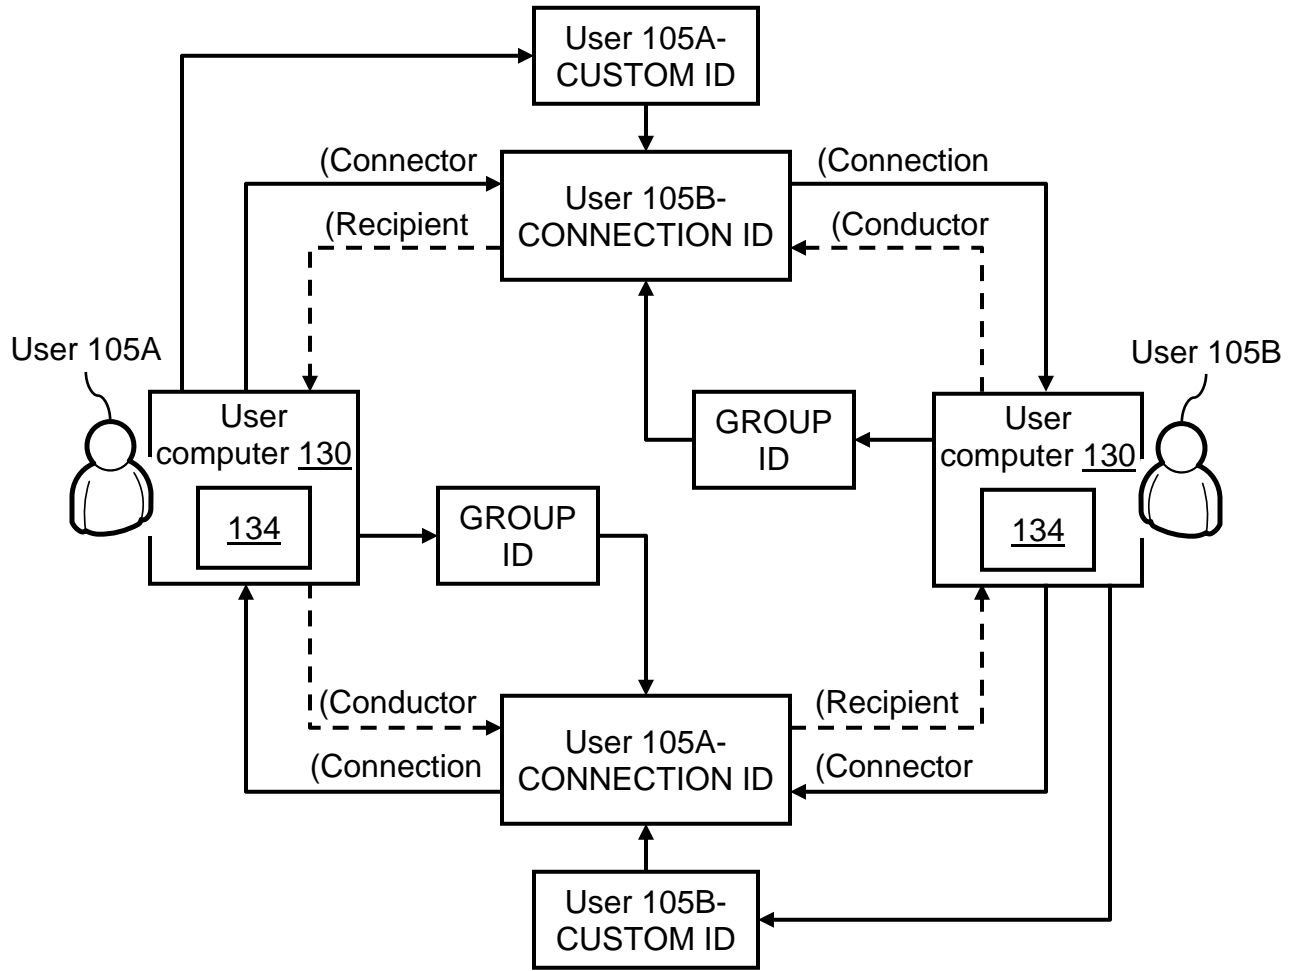 User 105A-
CUSTOM ID
(Connector
(Connection
User 105B-
CONNECTION ID
(Recipient
(Conductor
User 105A
User 105B
User
computer 130
134
GROUP
ID
User
computer 130
134
GROUP
ID
(Conductor
(Recipient
User 105A-
CONNECTION ID
(Connection
(Connector
User 105B-
CUSTOM ID